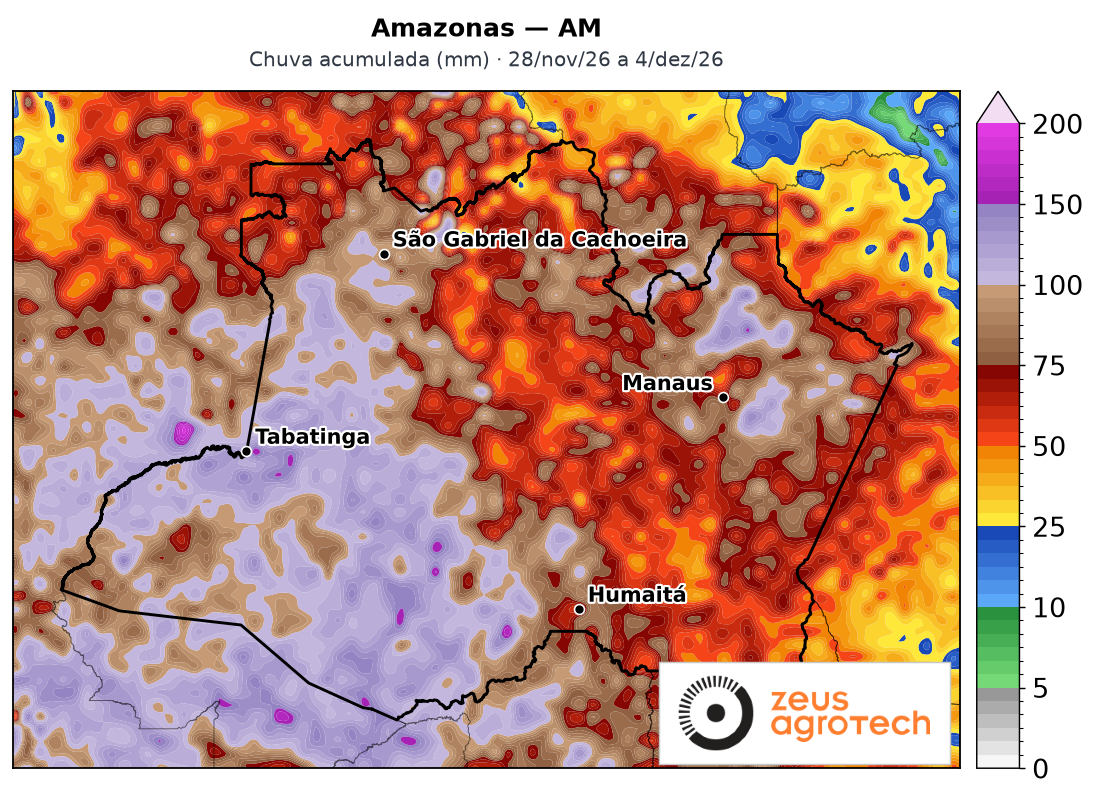 Amazonas — AM
Chuva acumulada (mm) · 28/nov/26 a 4/dez/26
São Gabriel da Cachoeira
Manaus
Tabatinga
Humaitá
zeus
agrotech
200
150
100
75
50
25
10
5
0